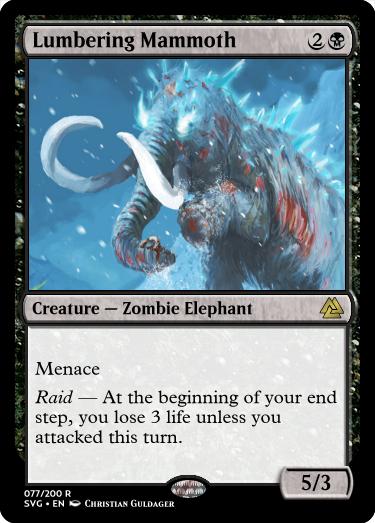 Lumbering Mammoth 2
Creature — Zombie Elephant
Menace
Raid — At the beginning of your end
step, you lose 3 life unless you
attacked this turn.
5/3
077/200 R
SVG • EN Christian Guldager